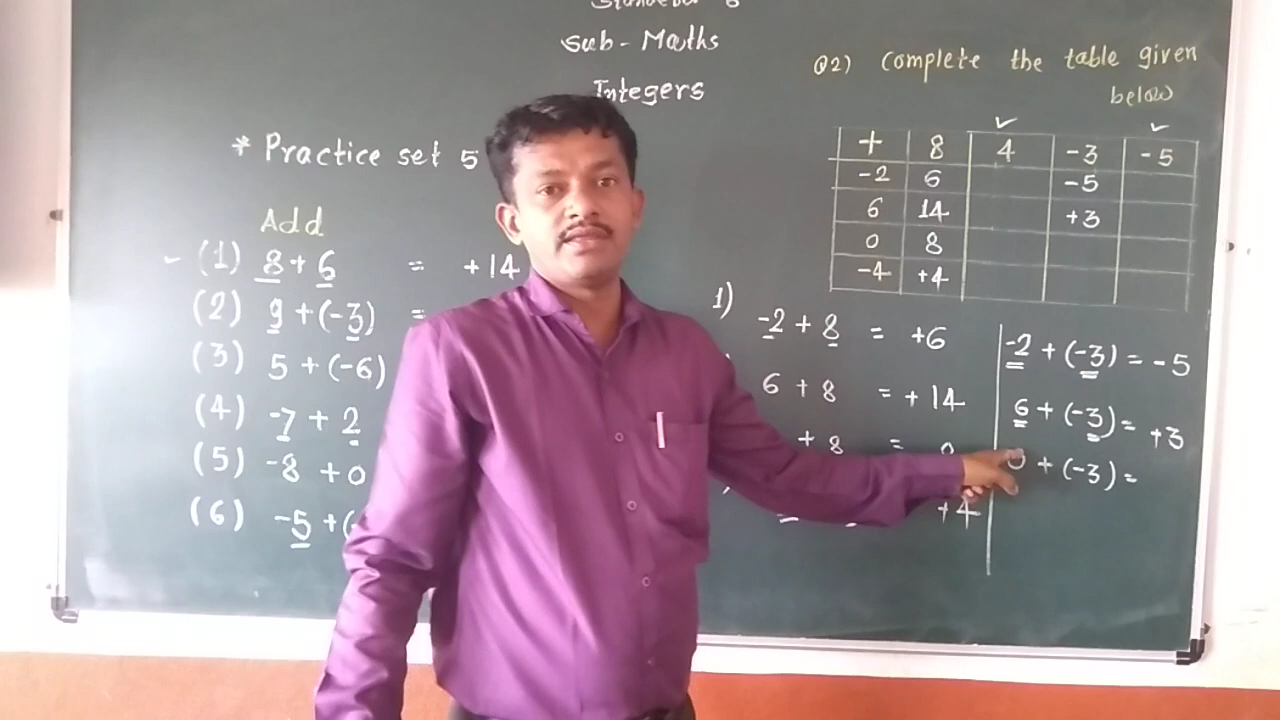 Sub - Maths
Integers
* Practice set 5
Add
(1) 8 + 6 = +14
(2) 9 + (-3) =
(3) 5 + (-6)
(4) -7 + 2
(5) -8 + 0
(6) -5 + (-
Q2) Complete the table given
below
+ 8 4 -3 -5
-2 6 -5
6 14 +3
0 8
-4 +4
1) -2 + 8 = +6
6 + 8 = +14
+ 8 =
+4
-2 + (-3) = -5
6 + (-3) = +3
+ (-3) =